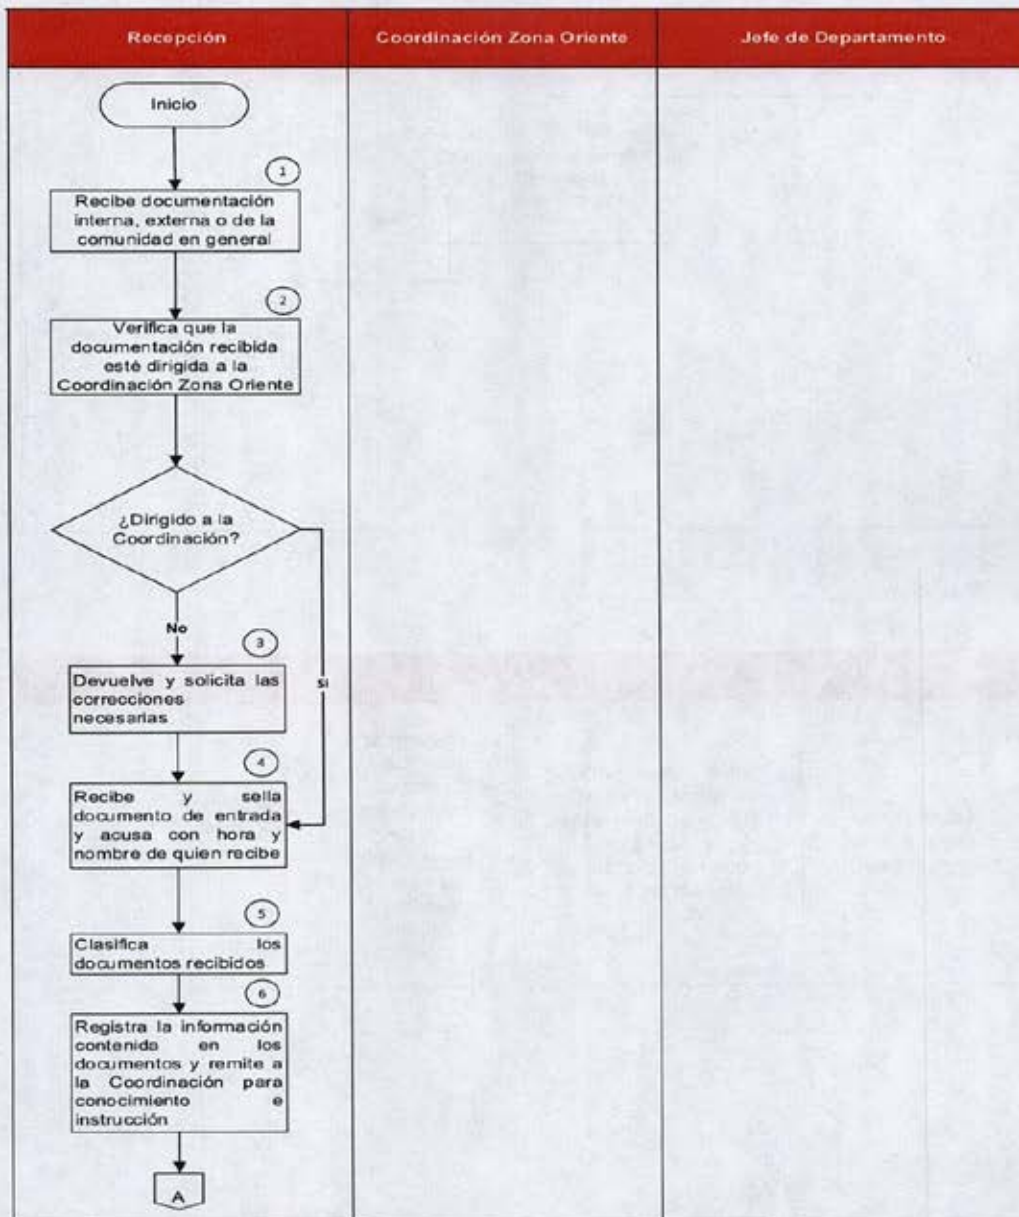 Recepción
Coordinación Zona Oriente
Jefe de Departamento
Inicio
1
Recibe documentación
interna, externa o de la
comunidad en general
2
Verifica que la
documentación recibida
esté dirigida a la
Coordinación Zona Oriente
¿Dirigido a la
Coordinación?
No
Si
3
Devuelve y solicita las
correcciones
necesarias
4
Recibe y sella
documento de entrada
y acusa con hora y
nombre de quien recibe
5
Clasifica los
documentos recibidos
6
Registra la información
contenida en los
documentos y remite a
la Coordinación para
conocimiento e
instrucción
A